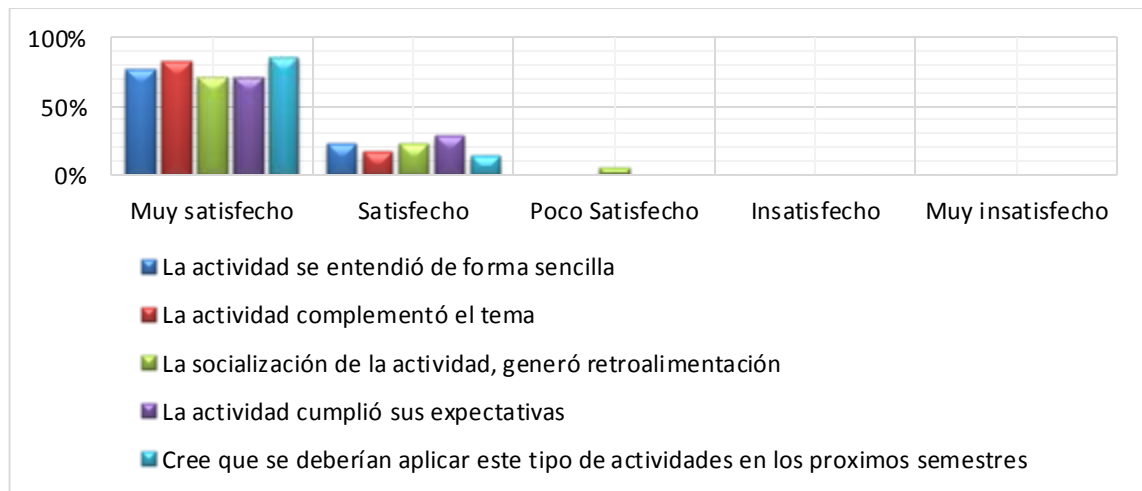 100%
50%
0%
Muy satisfecho Satisfecho Poco Satisfecho Insatisfecho Muy insatisfecho
La actividad se entendió de forma sencilla
La actividad complementó el tema
La socialización de la actividad, generó retroalimentación
La actividad cumplió sus expectativas
Cree que se deberían aplicar este tipo de actividades en los proximos semestres